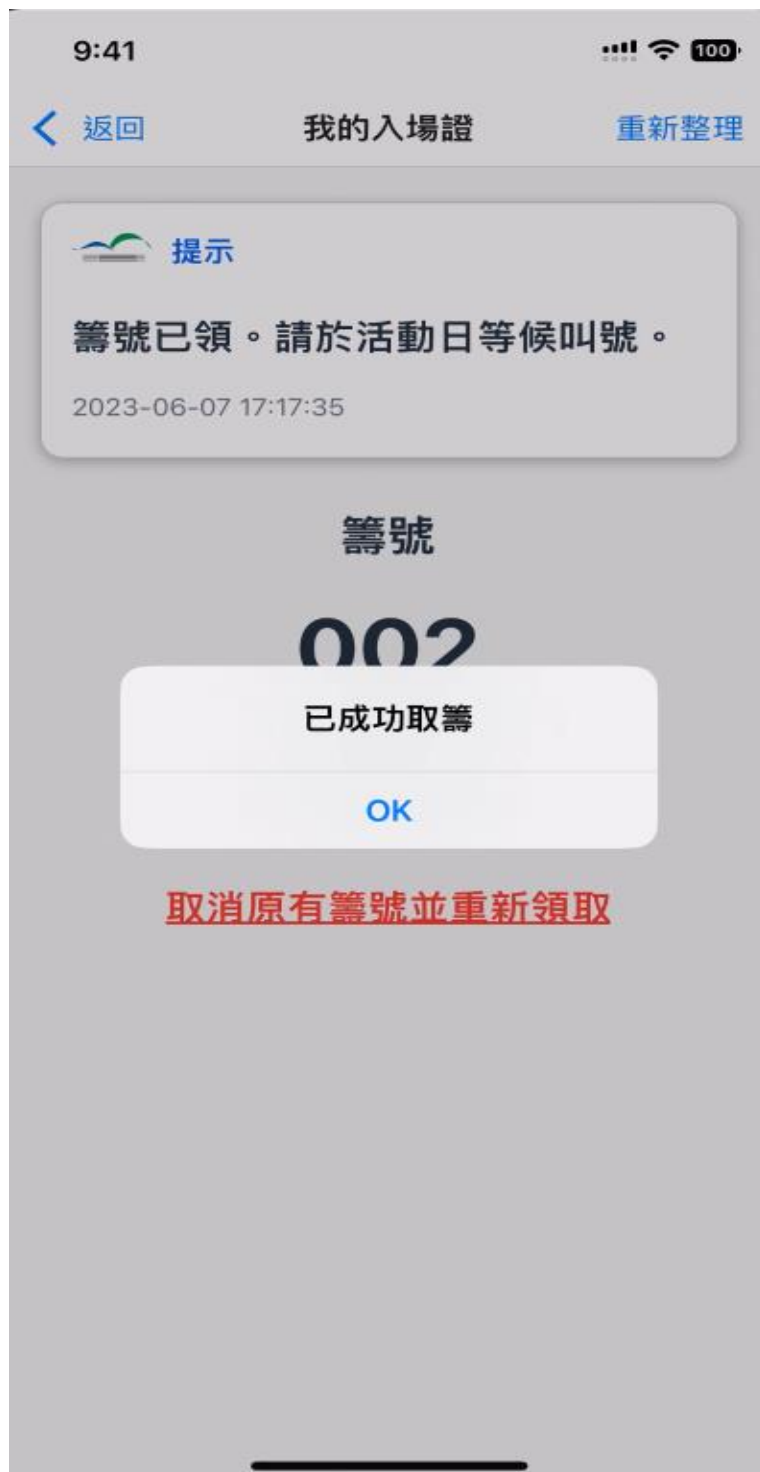 9:41
100
返回
我的入場證
重新整理
提示
籌號已領。請於活動日等候叫號。
2023-06-07 17:17:35
籌號
002
已成功取籌
OK
取消原有籌號並重新領取